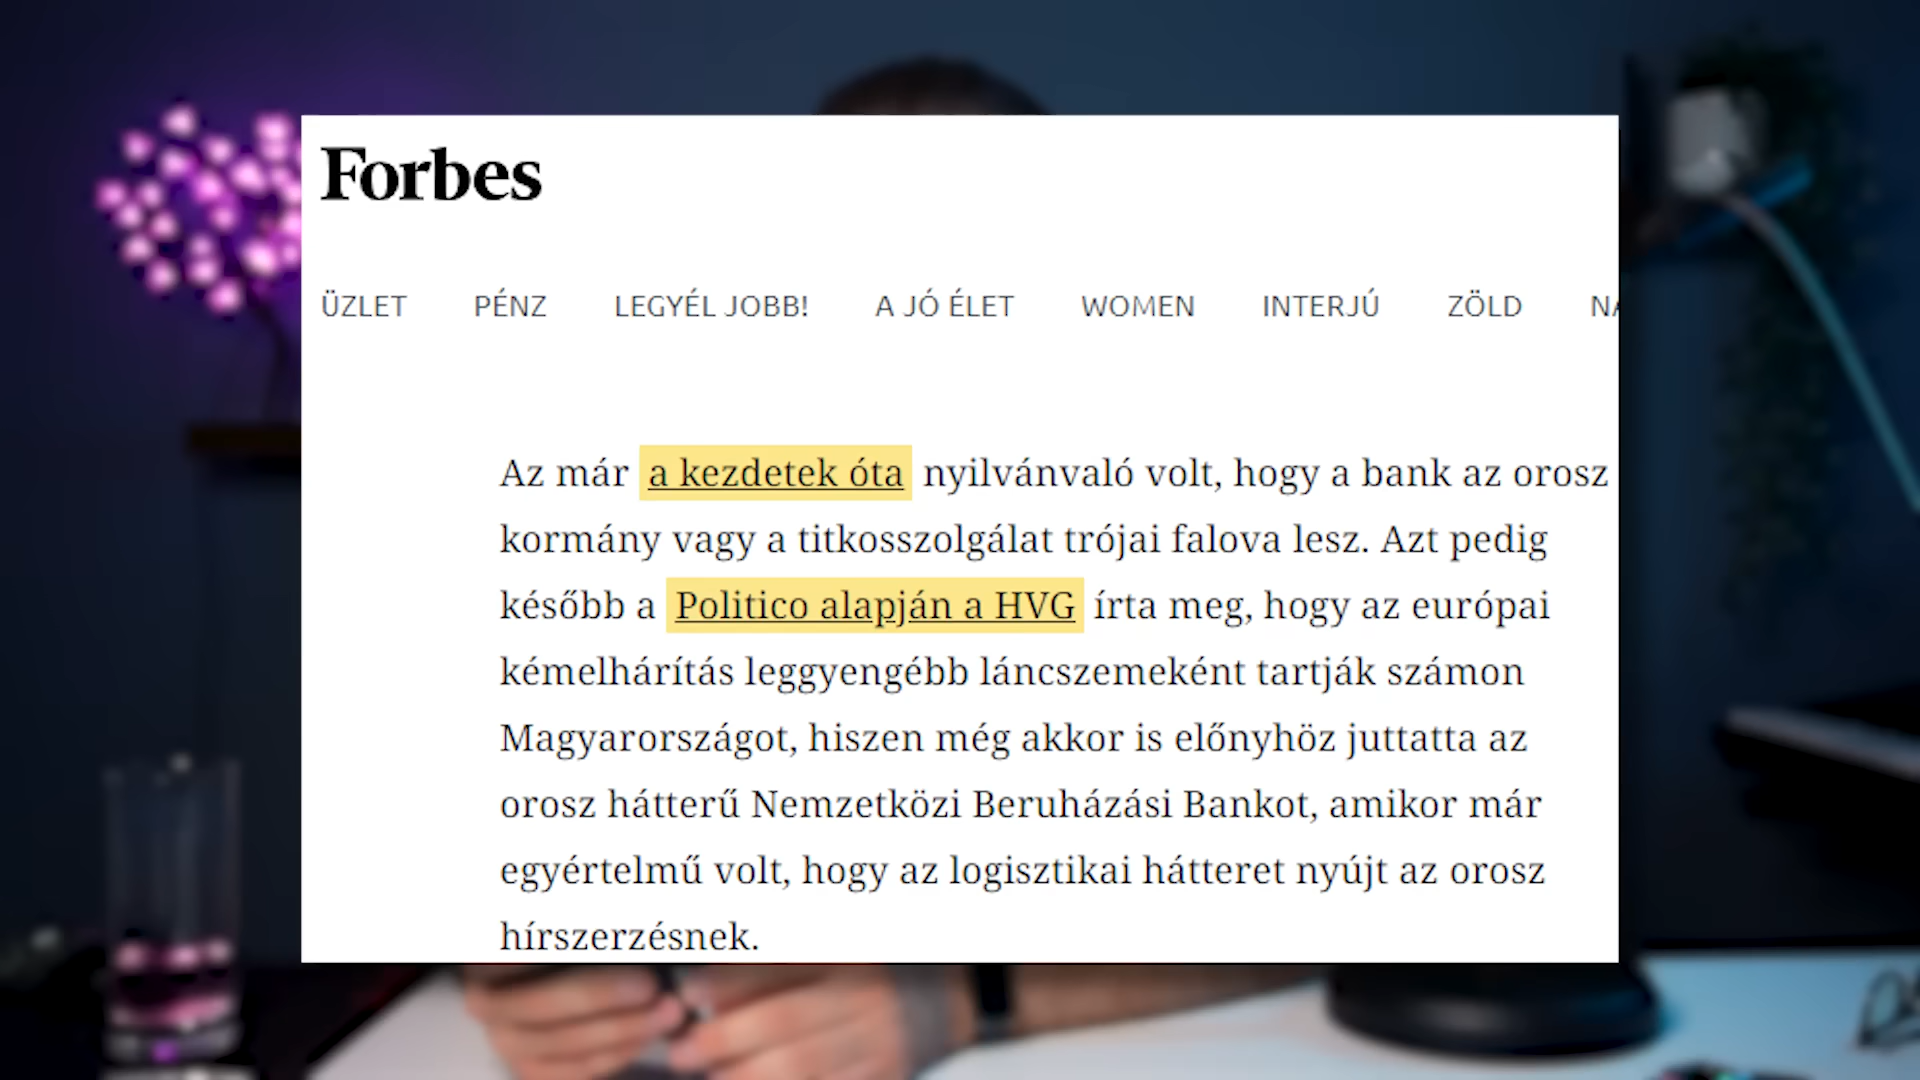 Forbes
ÜZLET PÉNZ LEGYÉL JOBB! A JÓ ÉLET WOMEN INTERJÚ ZÖLD
Az már a kezdetek óta nyilvánvaló volt, hogy a bank az orosz
kormány vagy a titkosszolgálat trójai falova lesz. Azt pedig
később a Politico alapján a HVG írta meg, hogy az európai
kémelhárítás leggyengébb láncszemeként tartják számon
Magyarországot, hiszen még akkor is előnyhöz juttatta az
orosz hátterű Nemzetközi Beruházási Bankot, amikor már
egyértelmű volt, hogy az logisztikai hátteret nyújt az orosz
hírszerzésnek.